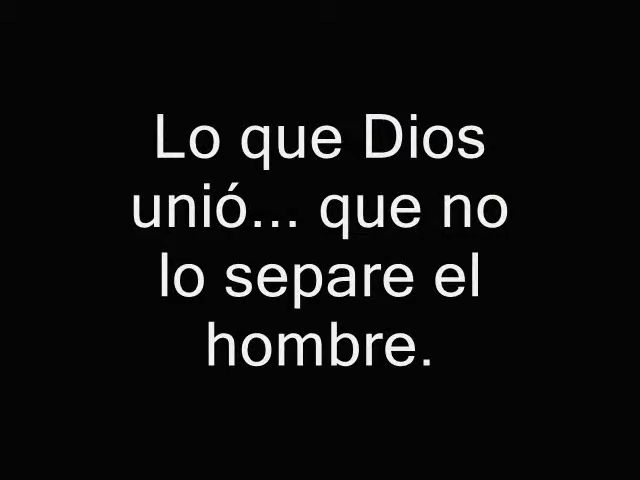 Lo que Dios
unió... que no
lo separe el
hombre.